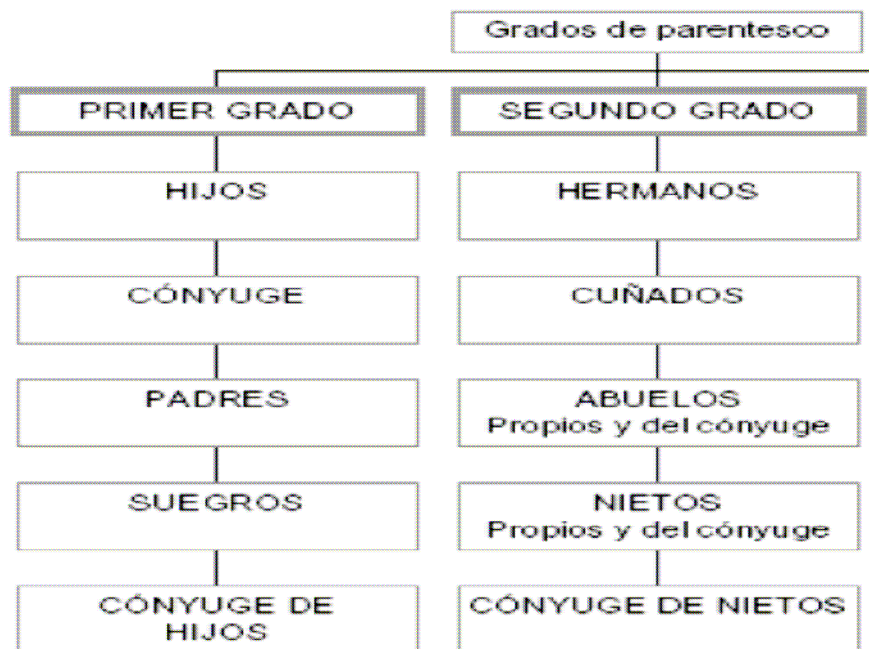 Grados de parentesco
PRIMER GRADO
HIJOS
CÓNYUGE
PADRES
SUEGROS
CÓNYUGE DE
HIJOS
SEGUNDO GRADO
HERMANOS
CUÑADOS
ABUELOS
Propios y del cónyuge
NIETOS
Propios y del cónyuge
CÓNYUGE DE NIETOS